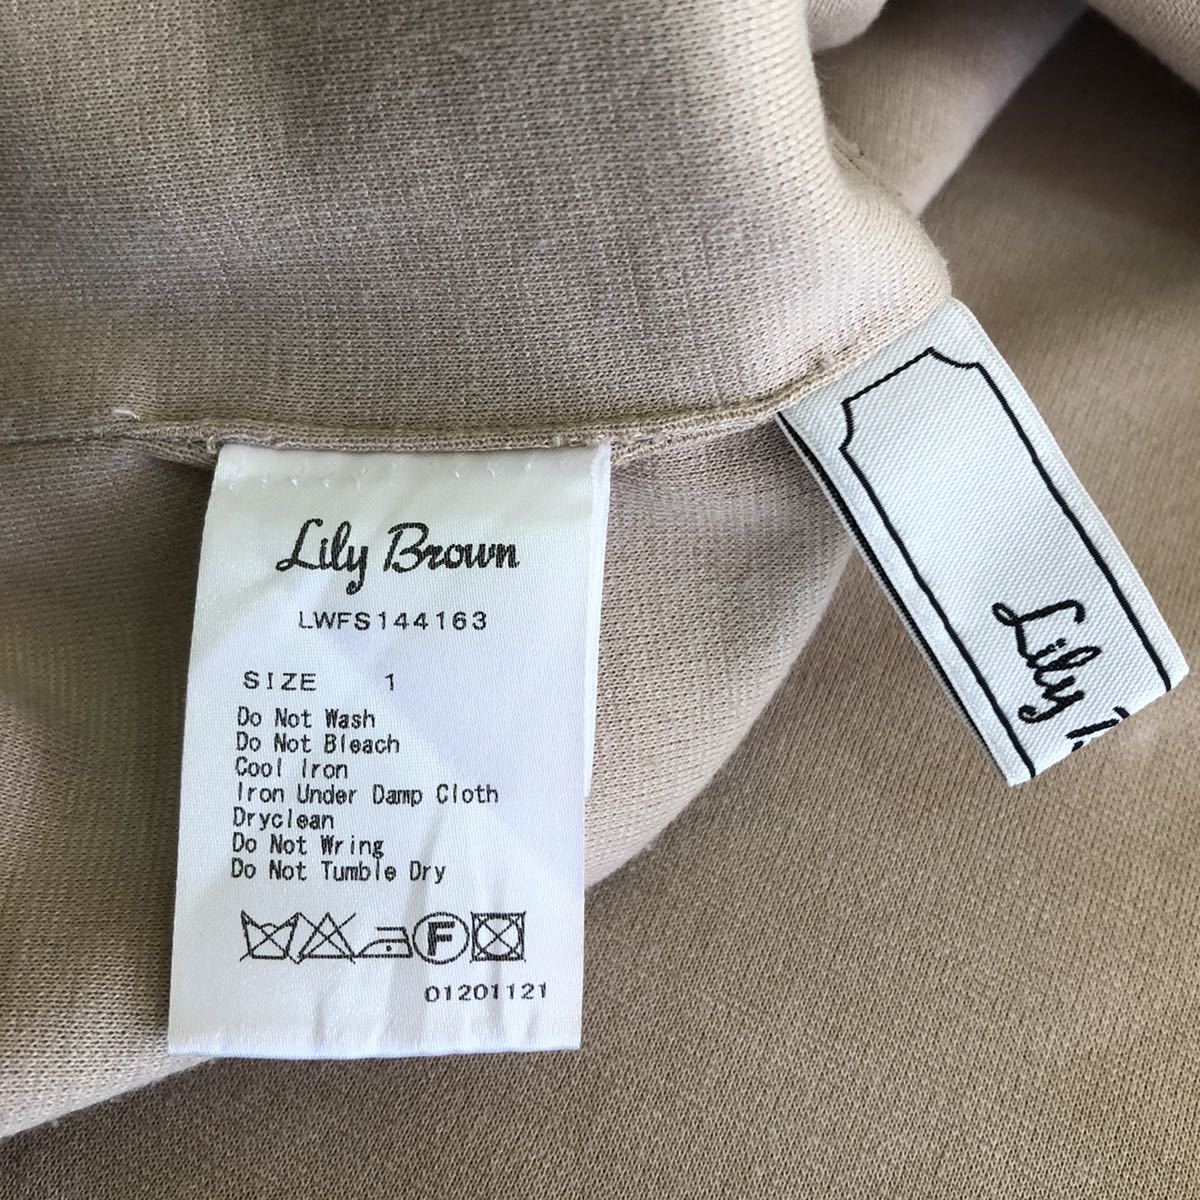 Lily Brown
LWFS144163
SIZE 1
Do Not Wash
Do Not Bleach
Cool Iron
Iron Under Damp Cloth
Dryclean
Do Not Wring
Do Not Tumble Dry
F
01201121
Lily